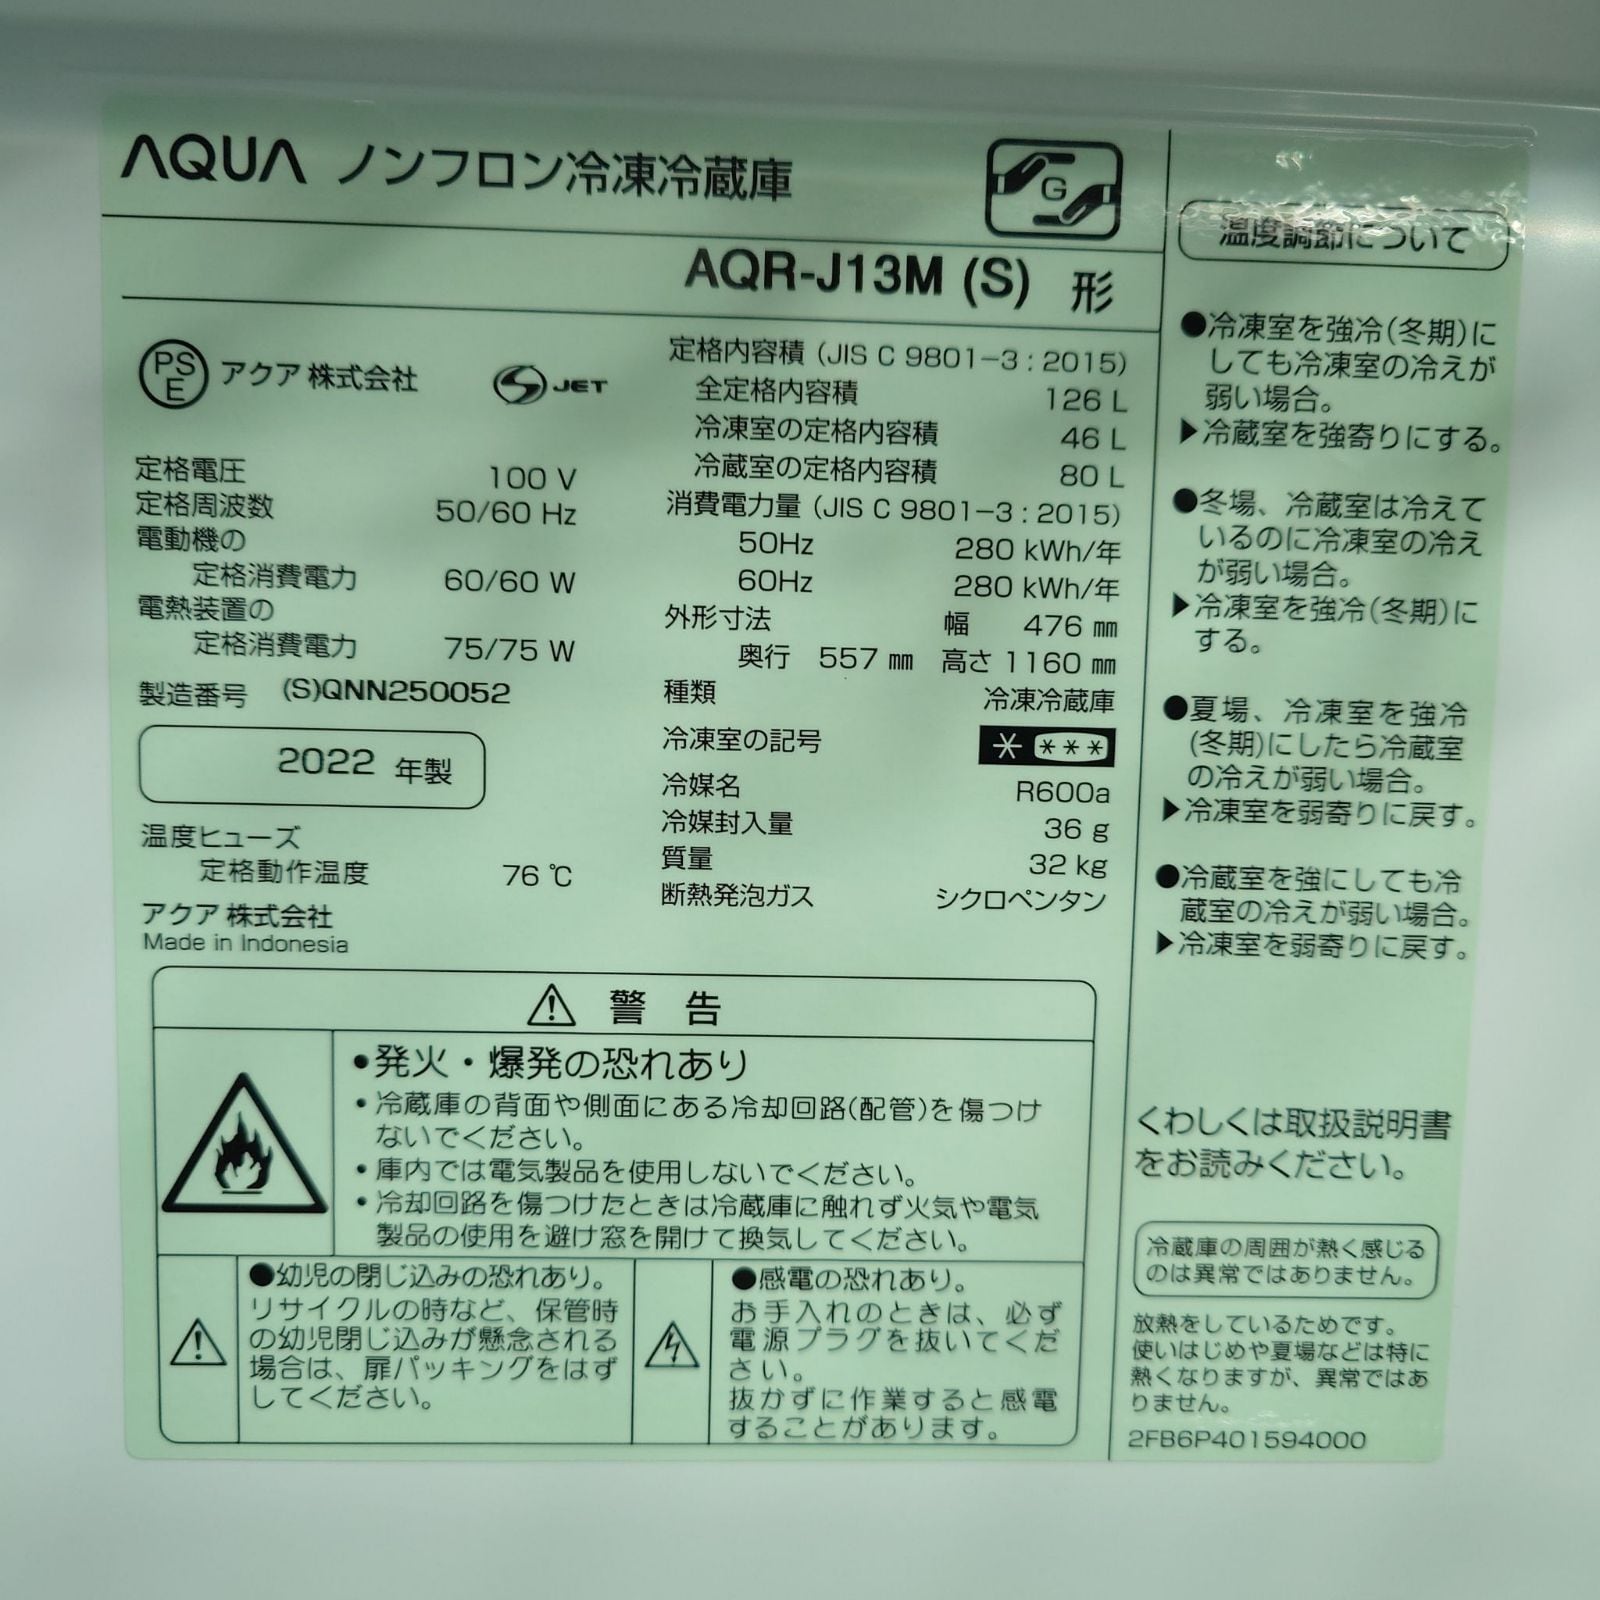 AQUA ノンフロン冷凍冷蔵庫
G
AQR-J13M (S) 形
PSE アクア 株式会社 S JET
定格電圧 100 V
定格周波数 50/60 Hz
電動機の
定格消費電力 60/60 W
電熱装置の
定格消費電力 75/75 W
製造番号 (S)QNN250052
2022 年製
温度ヒューズ
定格動作温度 76 ℃
アクア 株式会社
Made in Indonesia
定格内容積 (JIS C 9801-3 : 2015)
全定格内容積 126 L
冷凍室の定格内容積 46 L
冷蔵室の定格内容積 80 L
消費電力量 (JIS C 9801-3 : 2015)
50Hz 280 kWh/年
60Hz 280 kWh/年
外形寸法 幅 476 ㎜
奥行 557 ㎜ 高さ 1160 ㎜
種類 冷凍冷蔵庫
冷凍室の記号 * ***
冷媒名 R600a
冷媒封入量 36 g
質量 32 kg
断熱発泡ガス シクロペンタン
⚠ 警 告
•発火・爆発の恐れあり
•冷蔵庫の背面や側面にある冷却回路(配管)を傷つけ
ないでください。
•庫内では電気製品を使用しないでください。
•冷却回路を傷つけたときは冷蔵庫に触れず火気や電気
製品の使用を避け窓を開けて換気してください。
●幼児の閉じ込みの恐れあり。
リサイクルの時など、保管時
の幼児閉じ込みが懸念される
場合は、扉パッキングをはず
してください。
●感電の恐れあり。
お手入れのときは、必ず
電源プラグを抜いてくだ
さい。
抜かずに作業すると感電
することがあります。
温度調節について
●冷凍室を強冷(冬期)に
しても冷凍室の冷えが
弱い場合。
▶冷蔵室を強寄りにする。
●冬場、冷蔵室は冷えて
いるのに冷凍室の冷え
が弱い場合。
▶冷凍室を強冷(冬期)に
する。
●夏場、冷凍室を強冷
(冬期)にしたら冷蔵室
の冷えが弱い場合。
▶冷凍室を弱寄りに戻す。
●冷蔵室を強にしても冷
蔵室の冷えが弱い場合。
▶冷凍室を弱寄りに戻す。
くわしくは取扱説明書
をお読みください。
冷蔵庫の周囲が熱く感じる
のは異常ではありません。
放熱をしているためです。
使いはじめや夏場などは特に
熱くなりますが、異常ではあ
りません。
2FB6P401594000